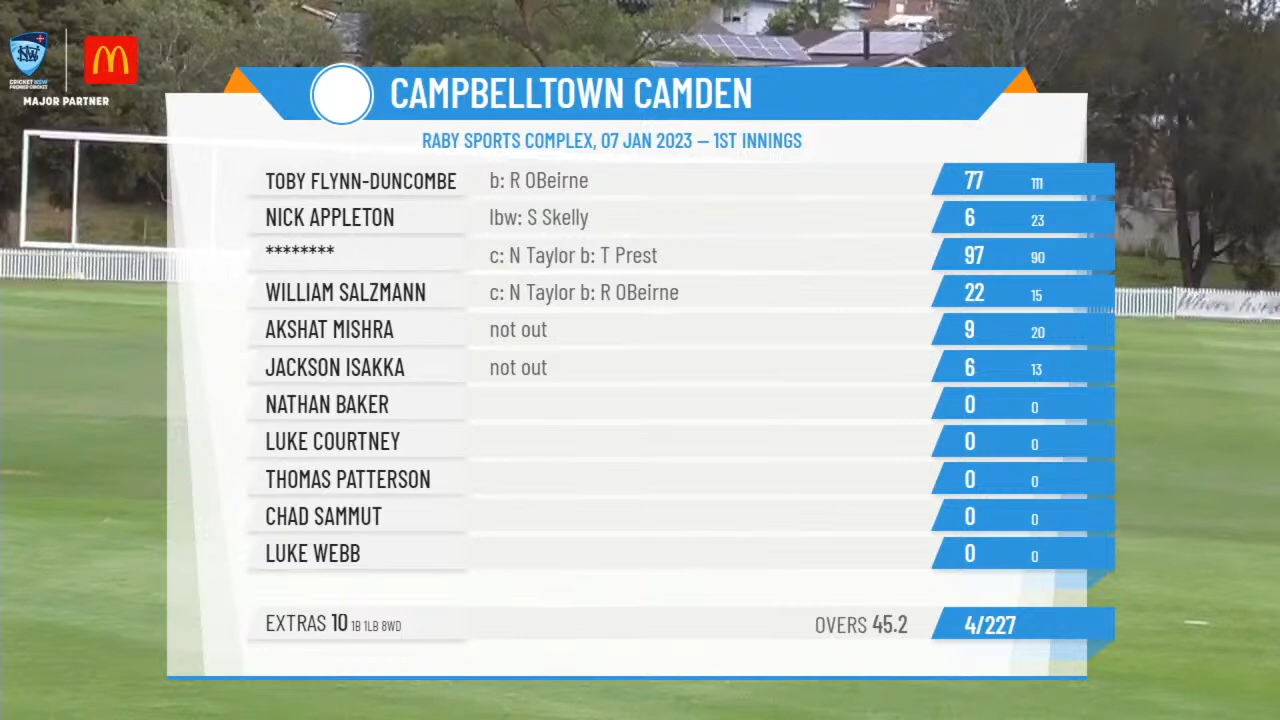 CRICKET NSW
PREMIER CRICKET
MAJOR PARTNER
CAMPBELLTOWN CAMDEN
RABY SPORTS COMPLEX, 07 JAN 2023 – 1ST INNINGS
TOBY FLYNN-DUNCOMBE b: R OBeirne 77 111
NICK APPLETON lbw: S Skelly 6 23
******** c: N Taylor b: T Prest 97 90
WILLIAM SALZMANN c: N Taylor b: R OBeirne 22 15
AKSHAT MISHRA not out 9 20
JACKSON ISAKKA not out 6 13
NATHAN BAKER 0 0
LUKE COURTNEY 0 0
THOMAS PATTERSON 0 0
CHAD SAMMUT 0 0
LUKE WEBB 0 0
EXTRAS 10 1B 1LB 8WD OVERS 45.2 4/227